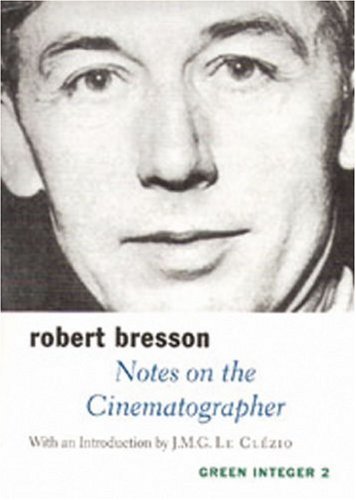 robert bresson
Notes on the
Cinematographer
With an Introduction by J.M.G. LE CLÉZIO
GREEN INTEGER 2